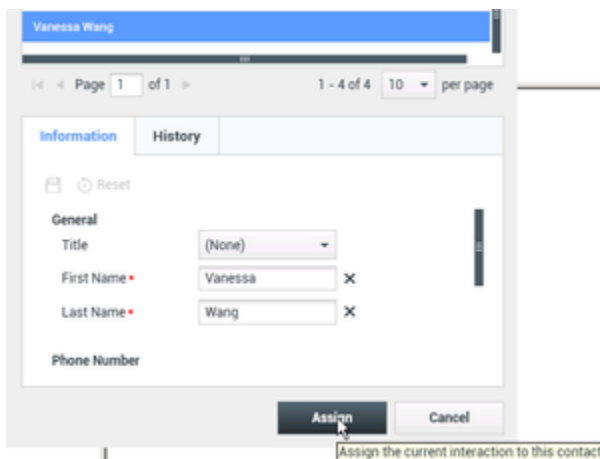 Vanessa Wang
Page 1 of 1 1 - 4 of 4 10 per page
Information History
Reset
General
Title (None)
First Name• Vanessa
Last Name• Wang
Phone Number
Assign Cancel
Assign the current interaction to this contact